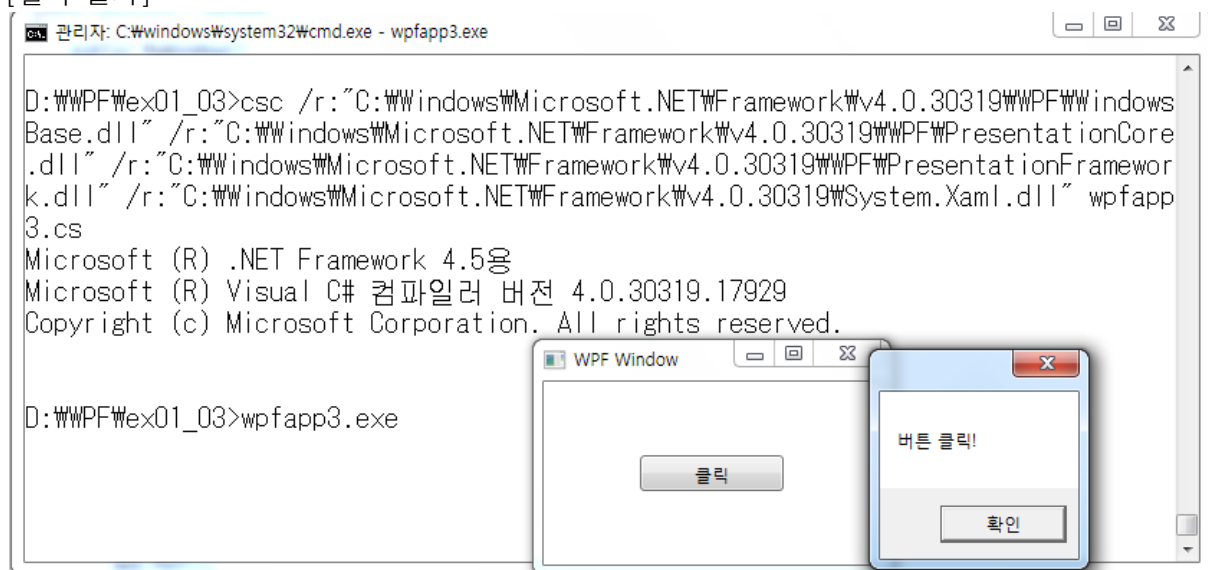 관리자: C:₩windows₩system32₩cmd.exe - wpfapp3.exe
D:₩WPF₩ex01_03>csc /r:"C:₩Windows₩Microsoft.NET₩Framework₩v4.0.30319₩WPF₩Windows
Base.dll" /r:"C:₩Windows₩Microsoft.NET₩Framework₩v4.0.30319₩WPF₩PresentationCore
.dll" /r:"C:₩Windows₩Microsoft.NET₩Framework₩v4.0.30319₩WPF₩PresentationFramewor
k.dll" /r:"C:₩Windows₩Microsoft.NET₩Framework₩v4.0.30319₩System.Xaml.dll" wpfapp
3.cs
Microsoft (R) .NET Framework 4.5용
Microsoft (R) Visual C# 컴파일러 버전 4.0.30319.17929
Copyright (c) Microsoft Corporation. All rights reserved.
D:₩WPF₩ex01_03>wpfapp3.exe
WPF Window
클릭
버튼 클릭!
확인